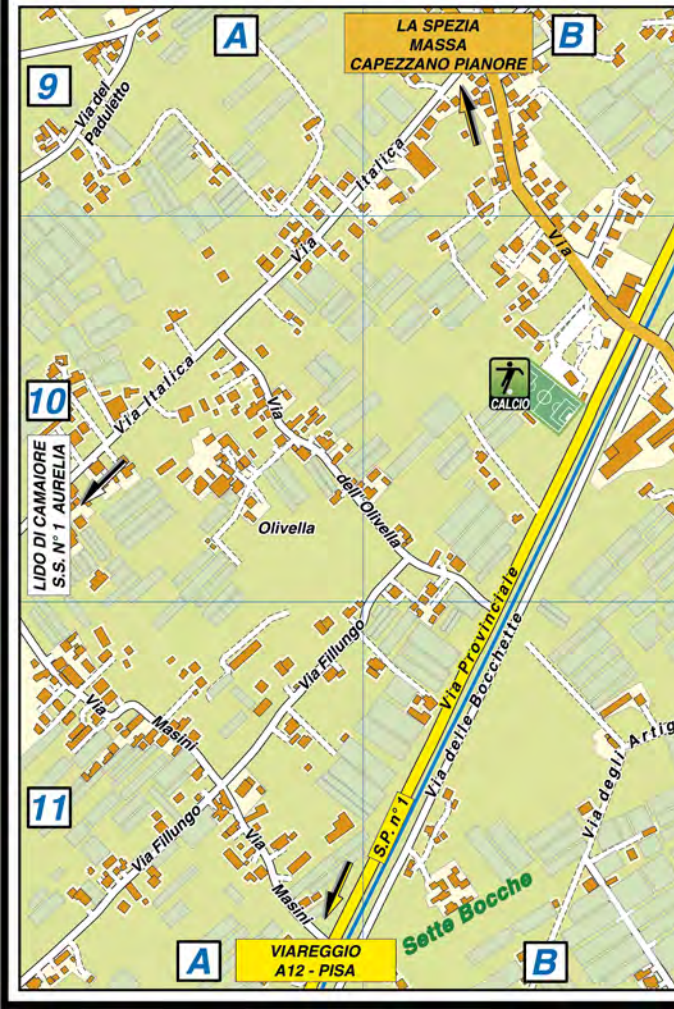 A
LA SPEZIA
MASSA
CAPEZZANO PIANORE
B
9
Via del
Paduletto
Via Italica
Via
10
Via Italica
CALCIO
LIDO DI CAMAIORE
S.S. N° 1 AURELIA
Via dell'Olivella
Olivella
Via Provinciale
Via delle Bocchette
Via Fillungo
Via Masini
11
Via Fillungo
Via Masini
S.P. n° 1
Via degli Artig
Sette Bocche
A
VIAREGGIO
A12 - PISA
B